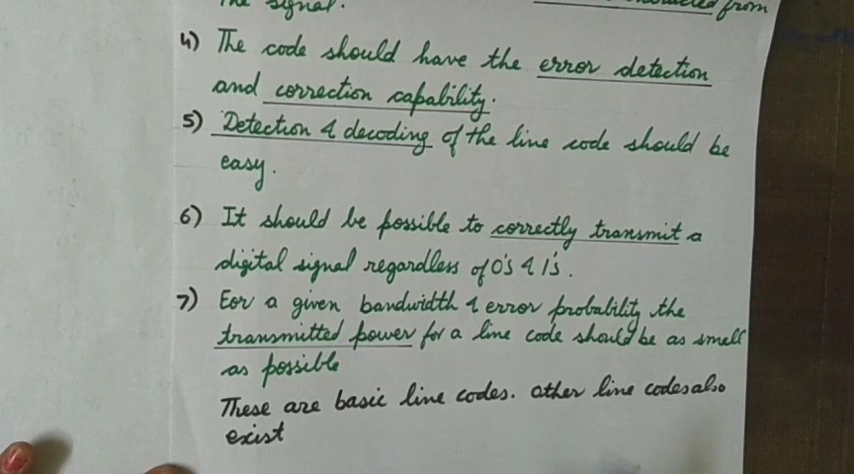 the signal. from
4) The code should have the error detection
and correction capability.
5) Detection & decoding of the line code should be
easy.
6) It should be possible to correctly transmit a
digital signal regardless of 0's & 1's.
7) For a given bandwidth & error probability the
transmitted power for a line code should be as small
as possible
These are basic line codes. Other line codes also
exist